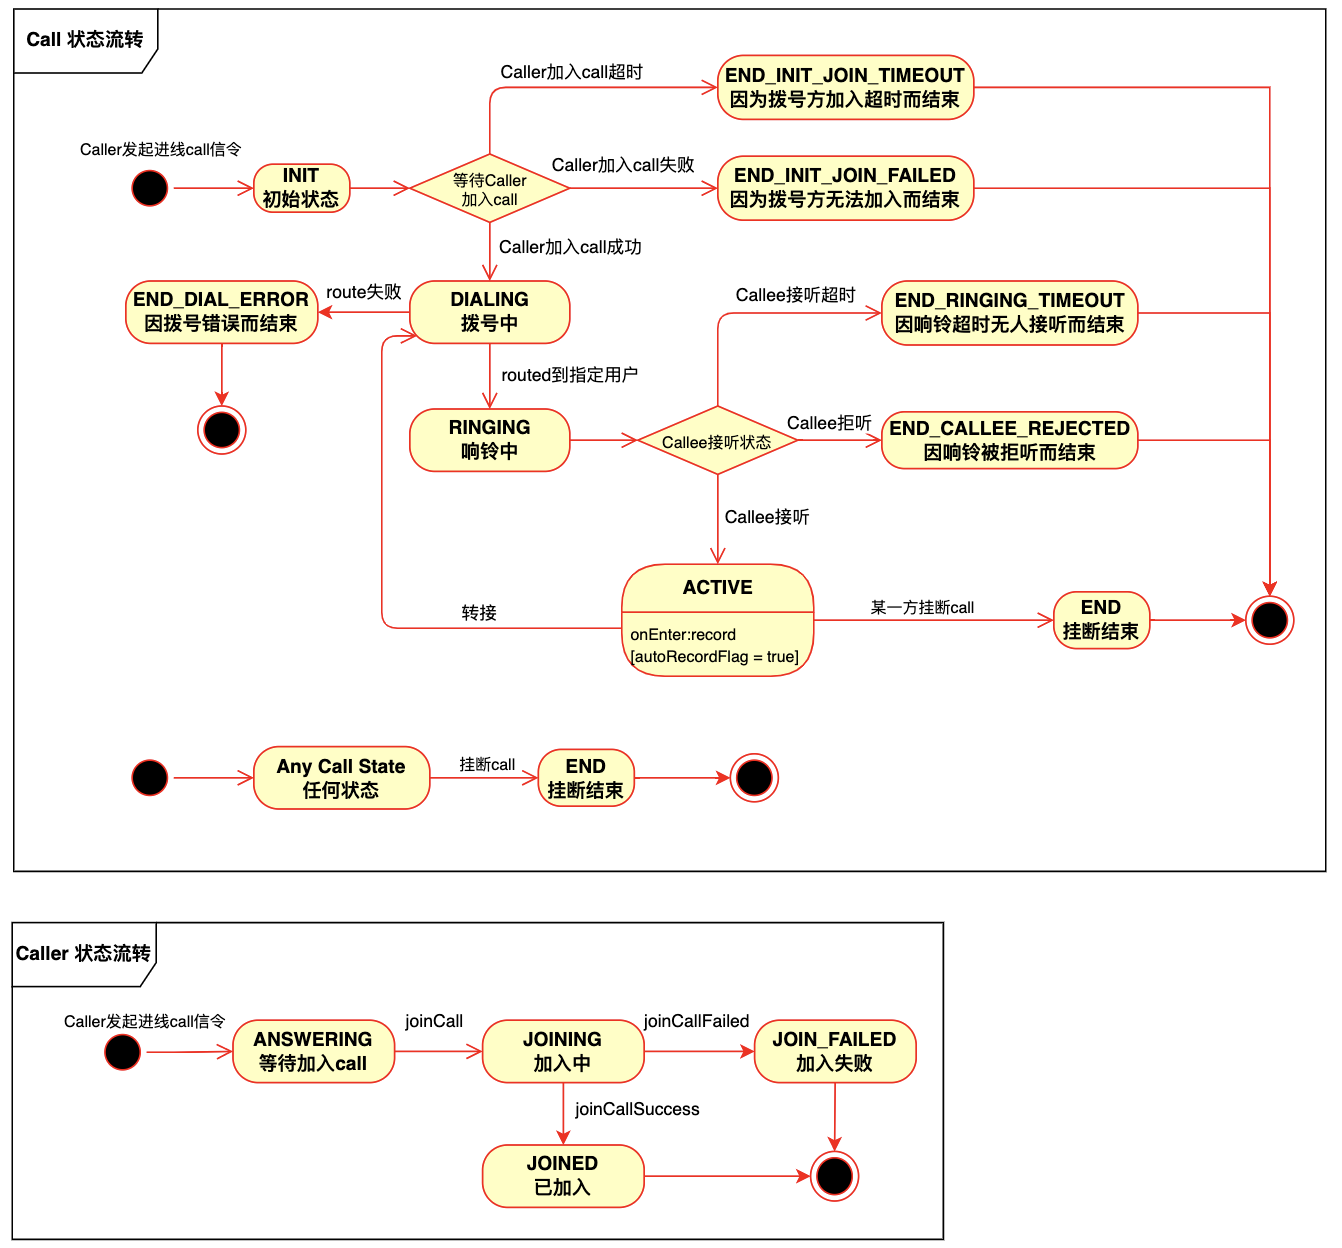 Call 状态流转
Caller加入call超时
END_INIT_JOIN_TIMEOUT
因为拨号方加入超时而结束
Caller发起进线call信令
INIT
初始状态
等待Caller
加入call
Caller加入call失败
END_INIT_JOIN_FAILED
因为拨号方无法加入而结束
Caller加入call成功
END_DIAL_ERROR
因拨号错误而结束
route失败
DIALING
拨号中
Callee接听超时
END_RINGING_TIMEOUT
因响铃超时无人接听而结束
routed到指定用户
RINGING
响铃中
Callee接听状态
Callee拒听
END_CALLEE_REJECTED
因响铃被拒听而结束
Callee接听
ACTIVE
onEnter:record
[autoRecordFlag = true]
转接
某一方挂断call
END
挂断结束
Any Call State
任何状态
挂断call
END
挂断结束
Caller 状态流转
Caller发起进线call信令
ANSWERING
等待加入call
joinCall
JOINING
加入中
joinCallFailed
JOIN_FAILED
加入失败
joinCallSuccess
JOINED
已加入